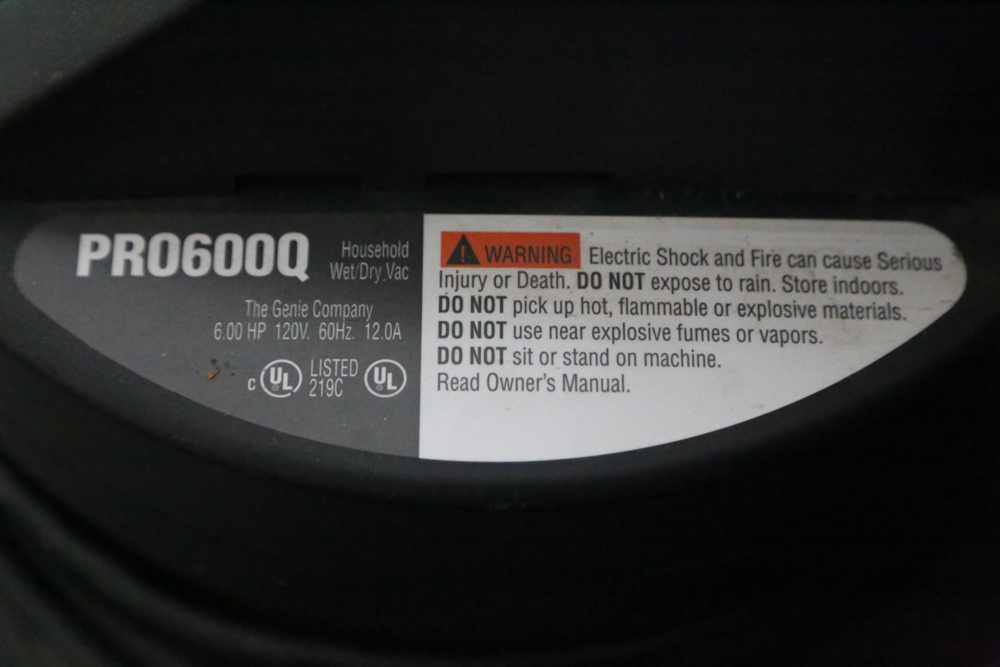 PRO600Q
Household
Wet/Dry Vac
The Genie Company
6.00 HP 120V. 60Hz. 12.0A
C UL LISTED 219C UL
WARNING Electric Shock and Fire can cause Serious
Injury or Death. DO NOT expose to rain. Store indoors.
DO NOT pick up hot, flammable or explosive materials.
DO NOT use near explosive fumes or vapors.
DO NOT sit or stand on machine.
Read Owner's Manual.